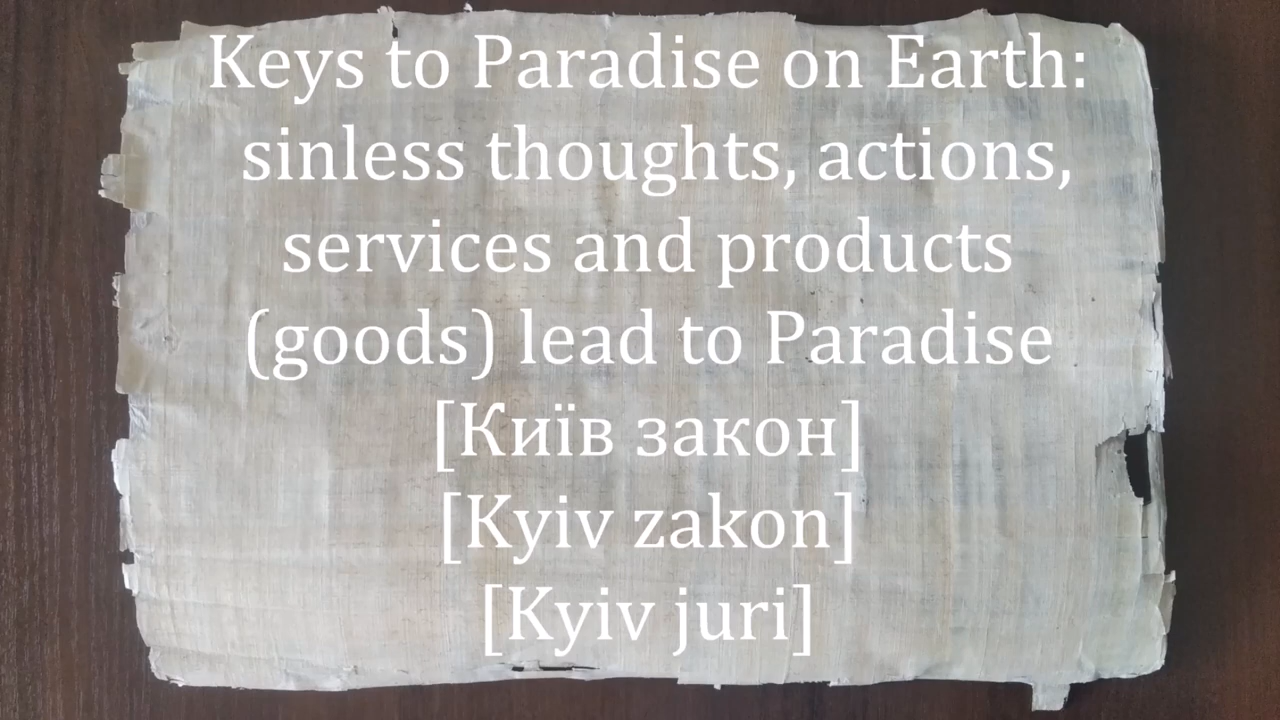 Keys to Paradise on Earth:
sinless thoughts, actions,
services and products
(goods) lead to Paradise
[Київ закон]
[Kyiv zakon]
[Kyiv juri]